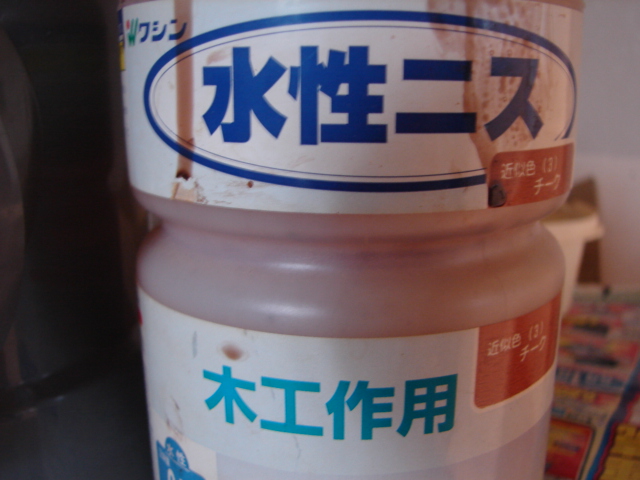 ワシン
水性ニス
近似色(3)
チーク
近似色(3)
チーク
木工作用